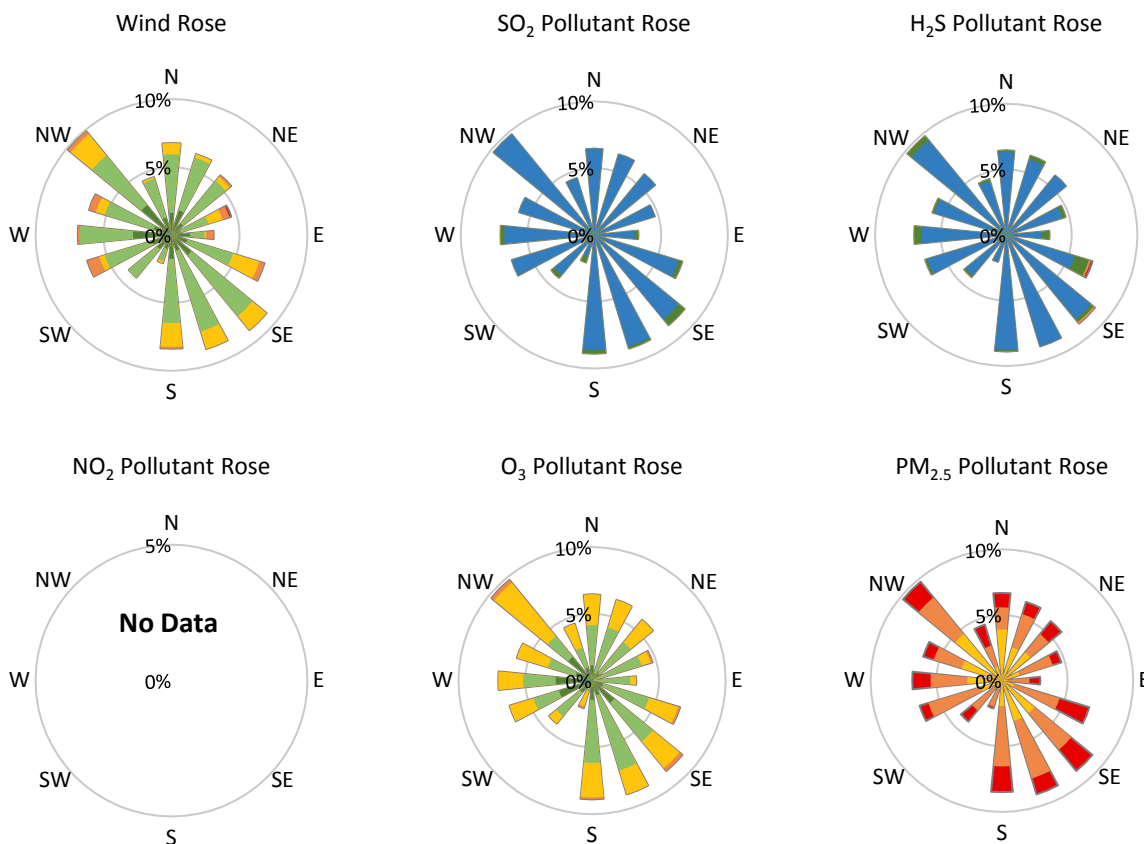 Wind Rose
N
10%
NW
NE
5%
W
0%
E
SW
SE
S
SO₂ Pollutant Rose
N
10%
NW
NE
5%
W
0%
E
SW
SE
S
H₂S Pollutant Rose
N
10%
NW
NE
5%
W
0%
E
SW
SE
S
NO₂ Pollutant Rose
N
5%
NW
NE
No Data
W
0%
E
SW
SE
S
O₃ Pollutant Rose
N
10%
NW
NE
5%
W
0%
E
SW
SE
S
PM₂.₅ Pollutant Rose
N
10%
NW
NE
5%
W
0%
E
SW
SE
S